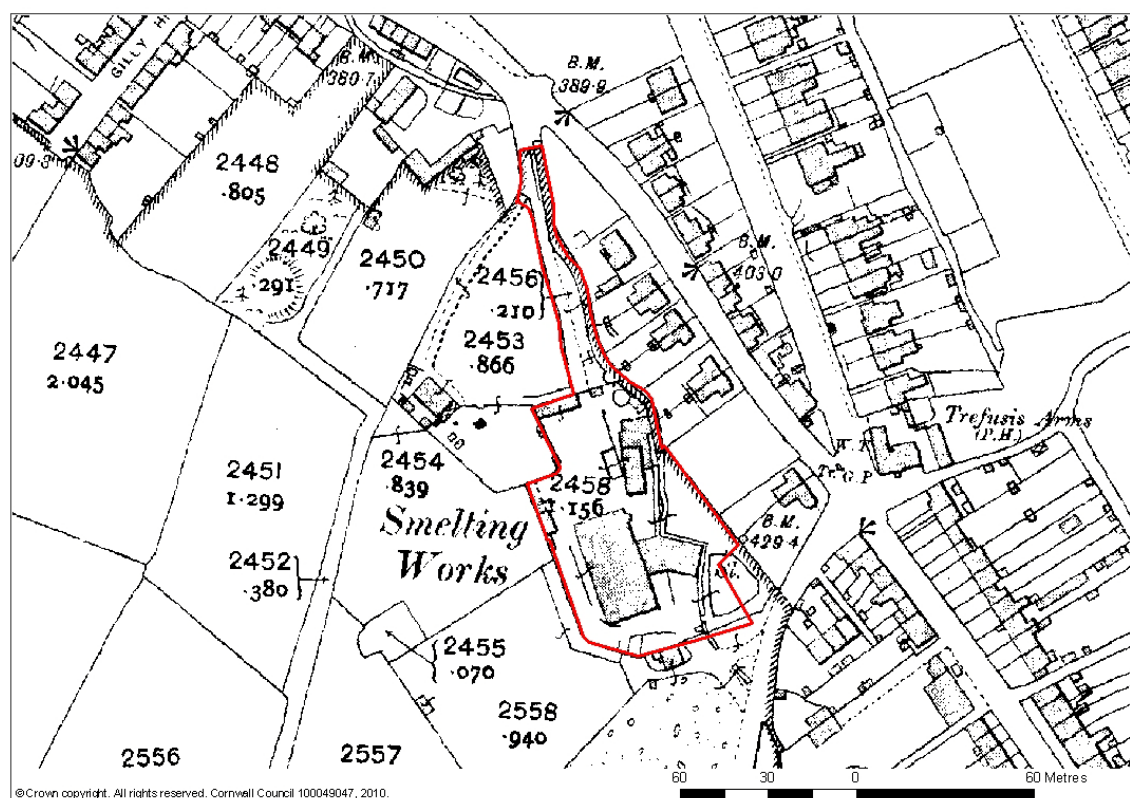 GILLY H
B.M.
380·7
B.M.
389·9
09·8
2448
·805
2449
·291
2450
·717
2456
·210
2453
·866
B.M.
403·0
2447
2·045
Trefusis Arms
(P.H.)
W.T.
G.P
2451
1·299
2454
·839
2458
1·156
Smelting
Works
B.M.
429·4
2452
·380
2455
·070
2558
·940
2556
2557
60 30 0 60 Metres
© Crown copyright. All rights reserved. Cornwall Council 100049047, 2010.